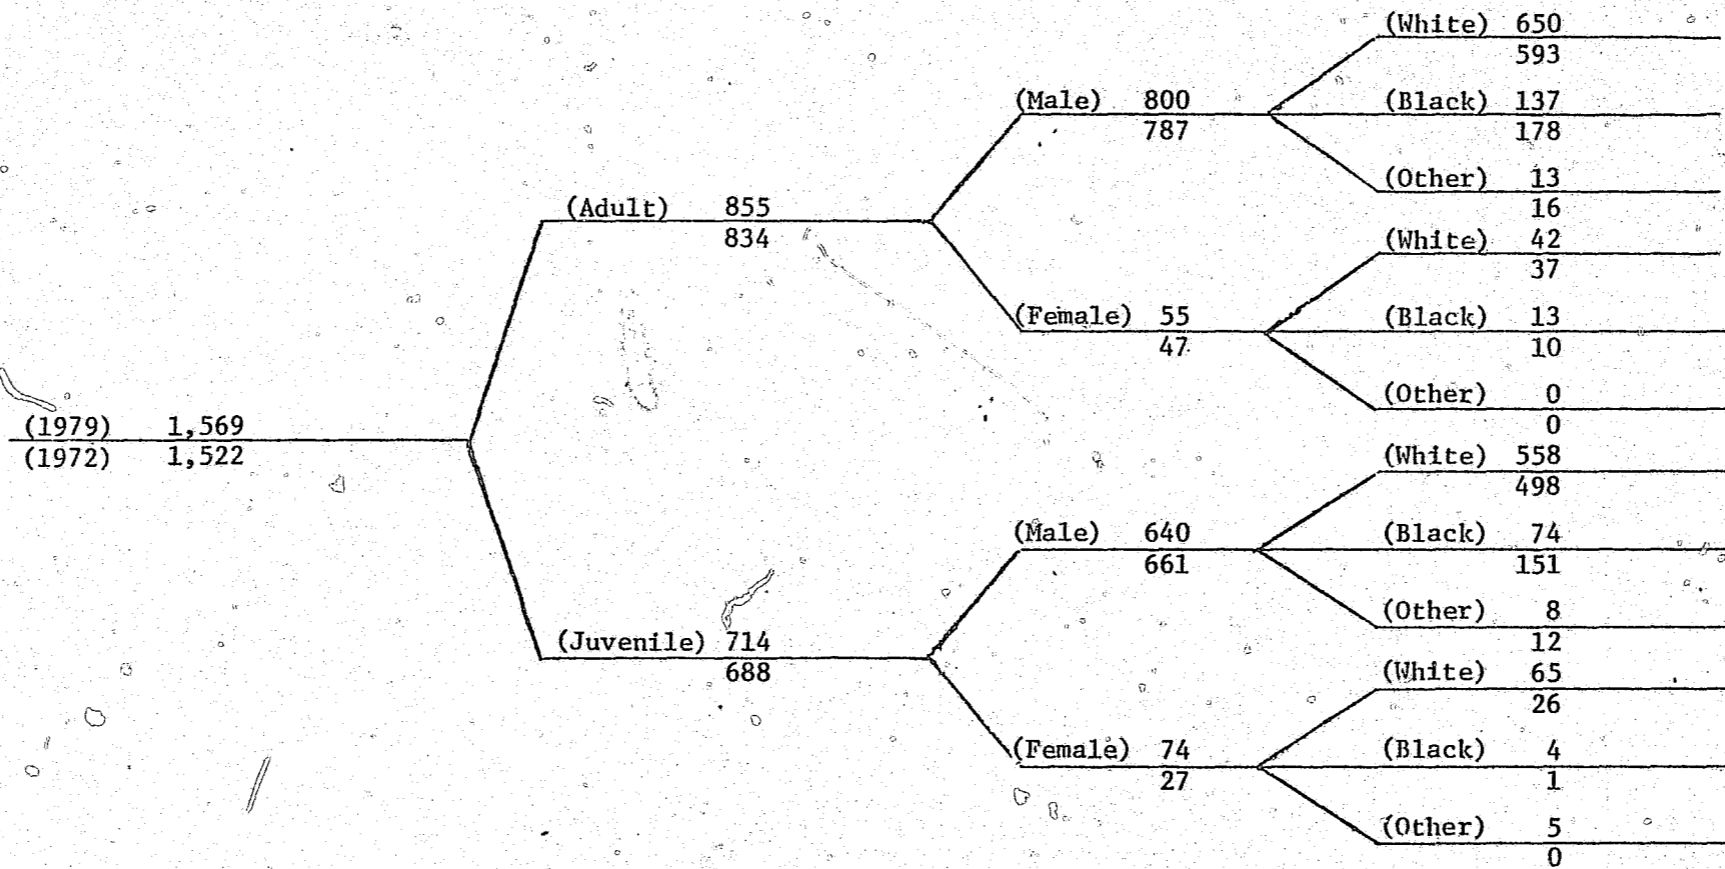 (White) 650
593
(Male) 800
787
(Black) 137
178
(Other) 13
16
(Adult) 855
834
(White) 42
37
(Female) 55
47
(Black) 13
10
(Other) 0
0
(1979) 1,569
(1972) 1,522
(White) 558
498
(Male) 640
661
(Black) 74
151
(Other) 8
12
(Juvenile) 714
688
(White) 65
26
(Female) 74
27
(Black) 4
1
(Other) 5
0